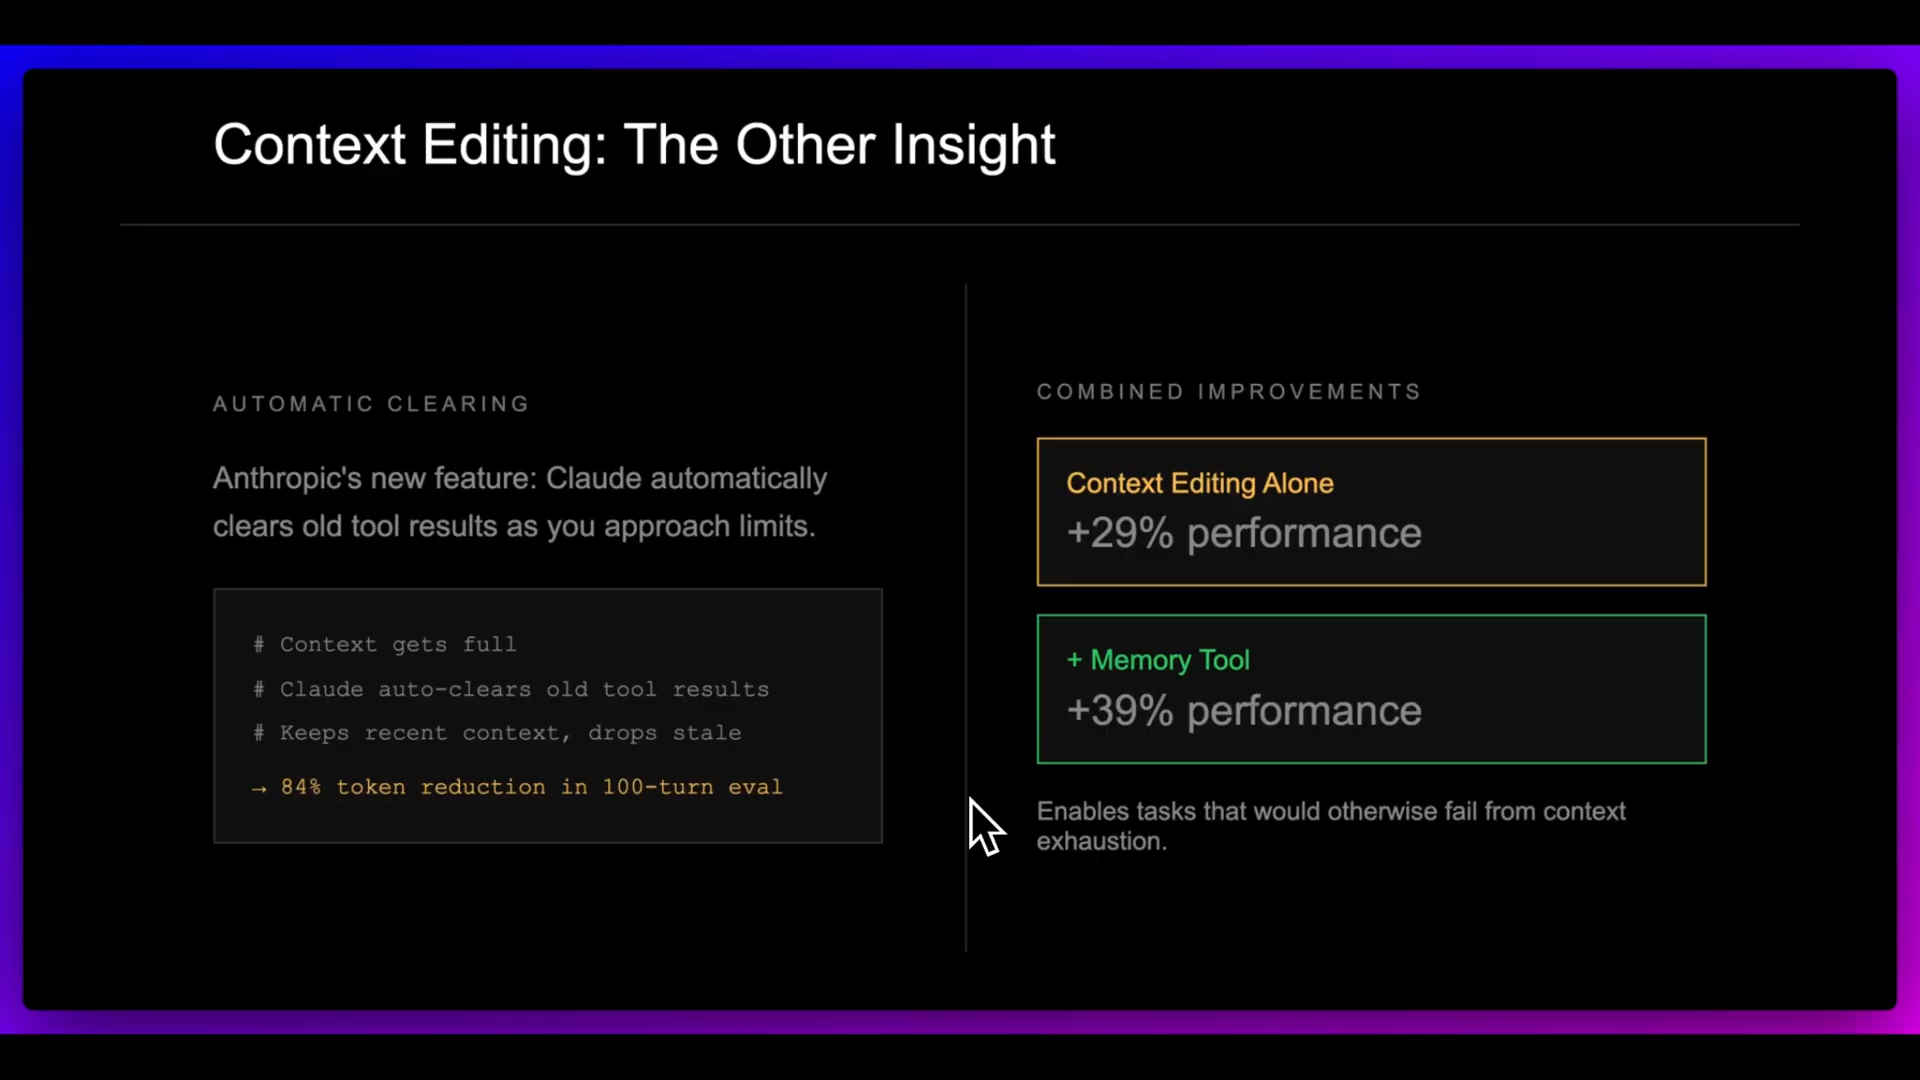 Context Editing: The Other Insight
AUTOMATIC CLEARING
Anthropic's new feature: Claude automatically
clears old tool results as you approach limits.
# Context gets full
# Claude auto-clears old tool results
# Keeps recent context, drops stale
→ 84% token reduction in 100-turn eval
COMBINED IMPROVEMENTS
Context Editing Alone
+29% performance
+ Memory Tool
+39% performance
Enables tasks that would otherwise fail from context
exhaustion.